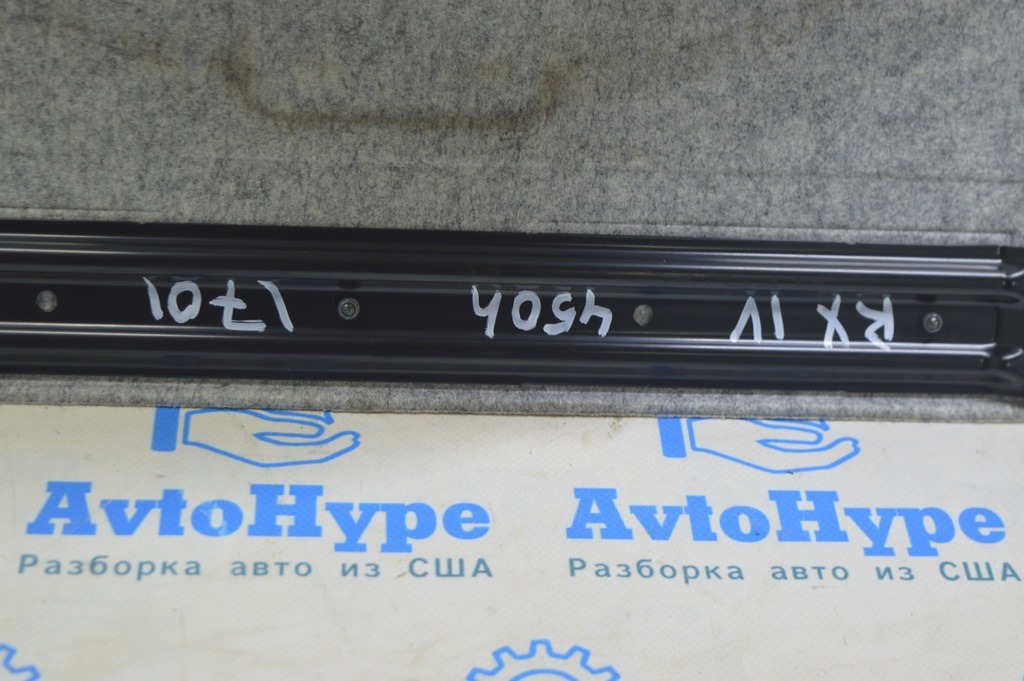 RX IV 450h 1701
AvtoHype AvtoHype
Разборка авто из США Разборка авто из США